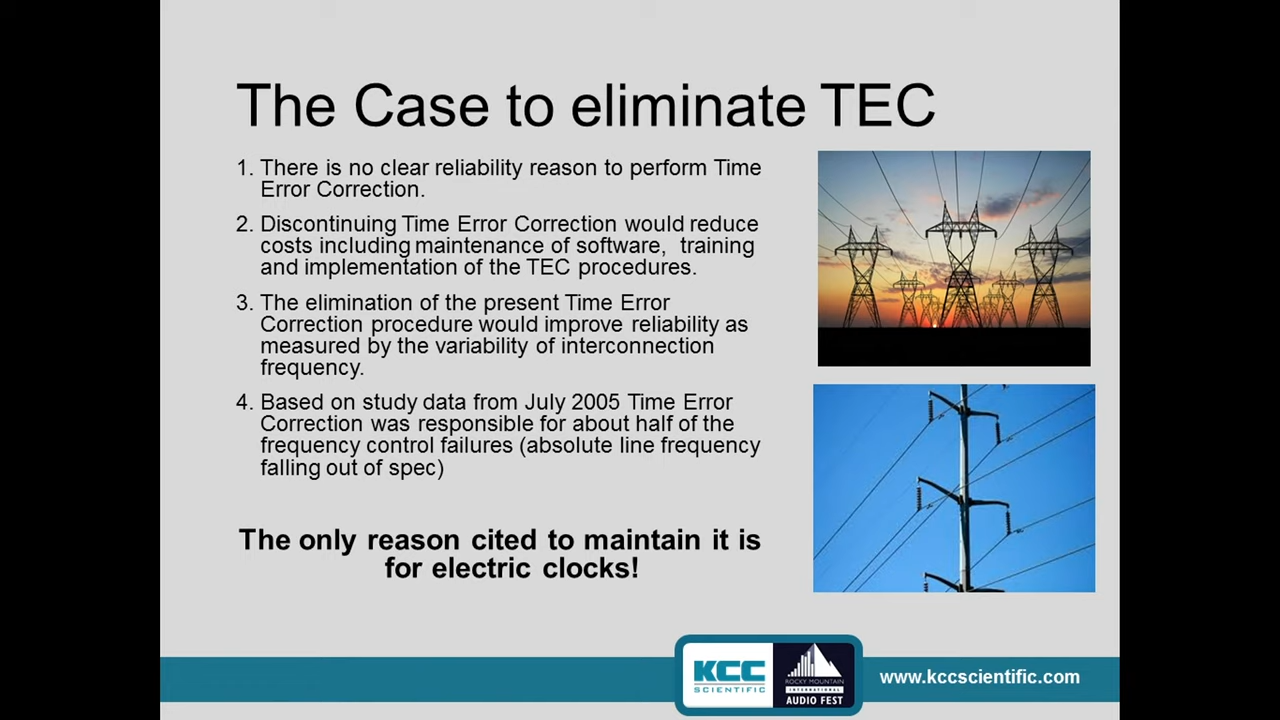 The Case to eliminate TEC
1. There is no clear reliability reason to perform Time
Error Correction.
2. Discontinuing Time Error Correction would reduce
costs including maintenance of software, training
and implementation of the TEC procedures.
3. The elimination of the present Time Error
Correction procedure would improve reliability as
measured by the variability of interconnection
frequency.
4. Based on study data from July 2005 Time Error
Correction was responsible for about half of the
frequency control failures (absolute line frequency
falling out of spec)
The only reason cited to maintain it is
for electric clocks!
KCC
SCIENTIFIC
ROCKY MOUNTAIN
INTERNATIONAL
AUDIO FEST
www.kccscientific.com